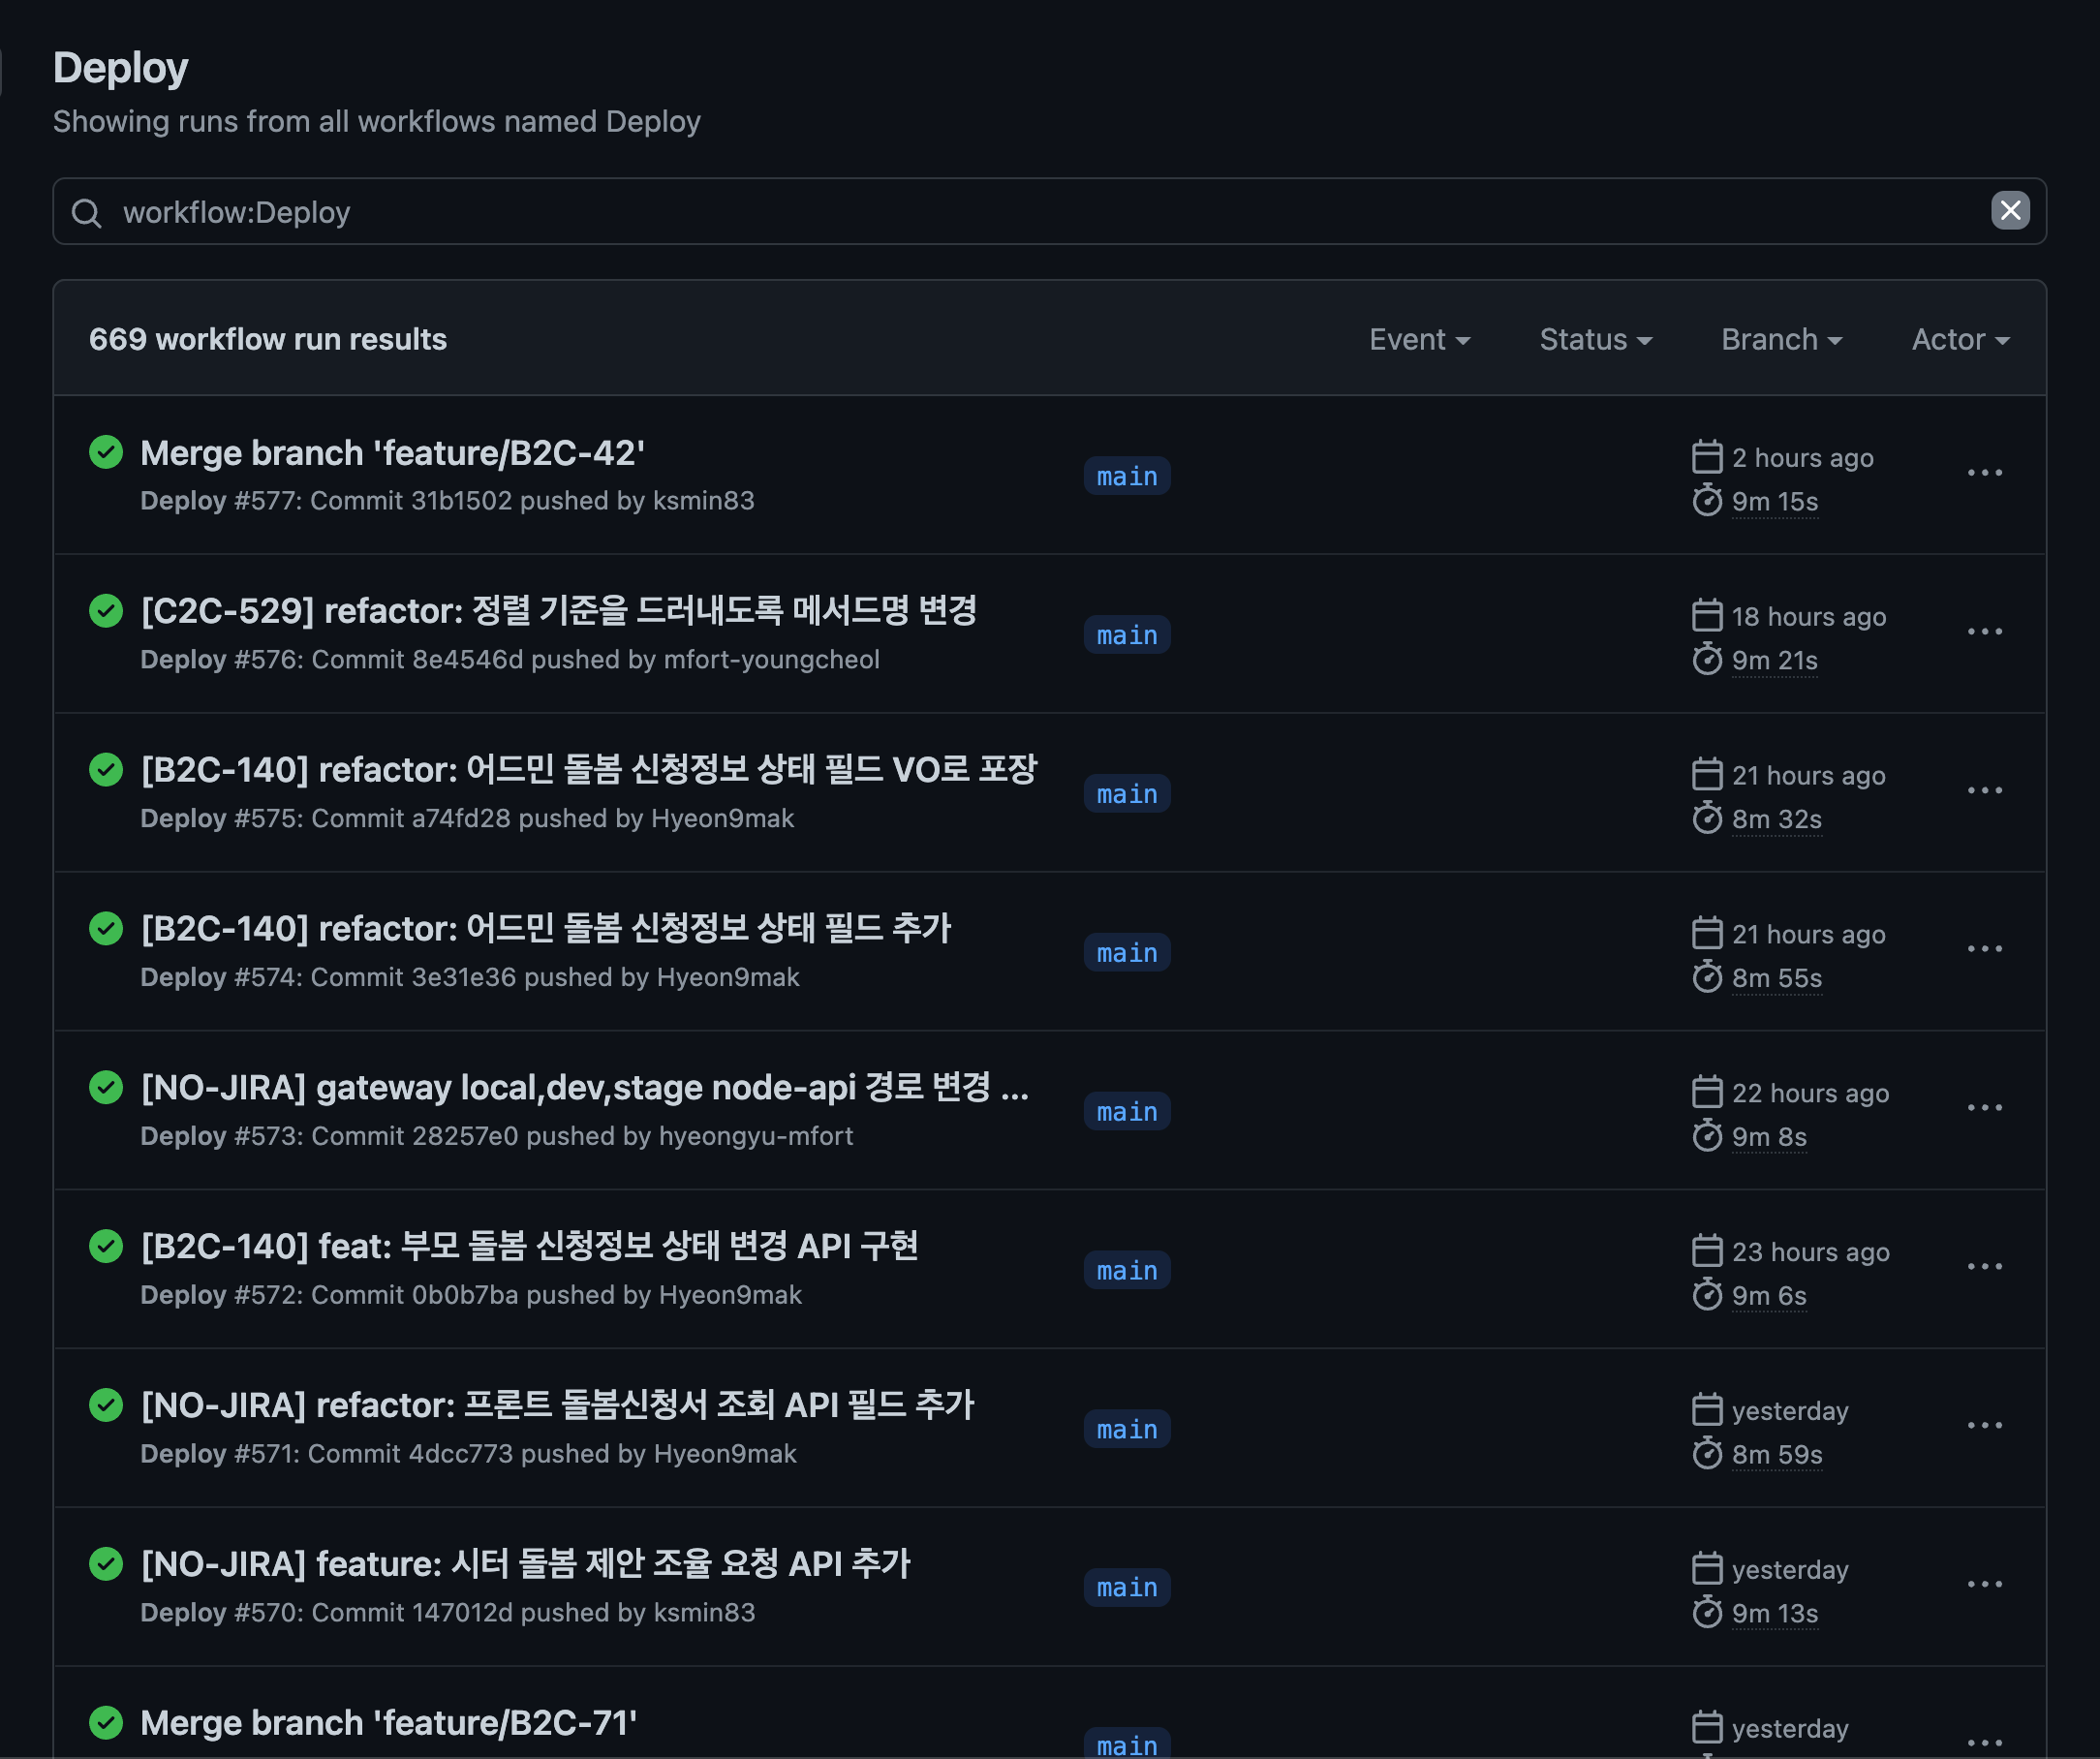 Deploy
Showing runs from all workflows named Deploy
workflow:Deploy
669 workflow run results
Event
Status
Branch
Actor
Merge branch 'feature/B2C-42'
Deploy #577: Commit 31b1502 pushed by ksmin83
main
2 hours ago
9m 15s
[C2C-529] refactor: 정렬 기준을 드러내도록 메서드명 변경
Deploy #576: Commit 8e4546d pushed by mfort-youngcheol
main
18 hours ago
9m 21s
[B2C-140] refactor: 어드민 돌봄 신청정보 상태 필드 VO로 포장
Deploy #575: Commit a74fd28 pushed by Hyeon9mak
main
21 hours ago
8m 32s
[B2C-140] refactor: 어드민 돌봄 신청정보 상태 필드 추가
Deploy #574: Commit 3e31e36 pushed by Hyeon9mak
main
21 hours ago
8m 55s
[NO-JIRA] gateway local,dev,stage node-api 경로 변경 ...
Deploy #573: Commit 28257e0 pushed by hyeongyu-mfort
main
22 hours ago
9m 8s
[B2C-140] feat: 부모 돌봄 신청정보 상태 변경 API 구현
Deploy #572: Commit 0b0b7ba pushed by Hyeon9mak
main
23 hours ago
9m 6s
[NO-JIRA] refactor: 프론트 돌봄신청서 조회 API 필드 추가
Deploy #571: Commit 4dcc773 pushed by Hyeon9mak
main
yesterday
8m 59s
[NO-JIRA] feature: 시터 돌봄 제안 조율 요청 API 추가
Deploy #570: Commit 147012d pushed by ksmin83
main
yesterday
9m 13s
Merge branch 'feature/B2C-71'
main
yesterday